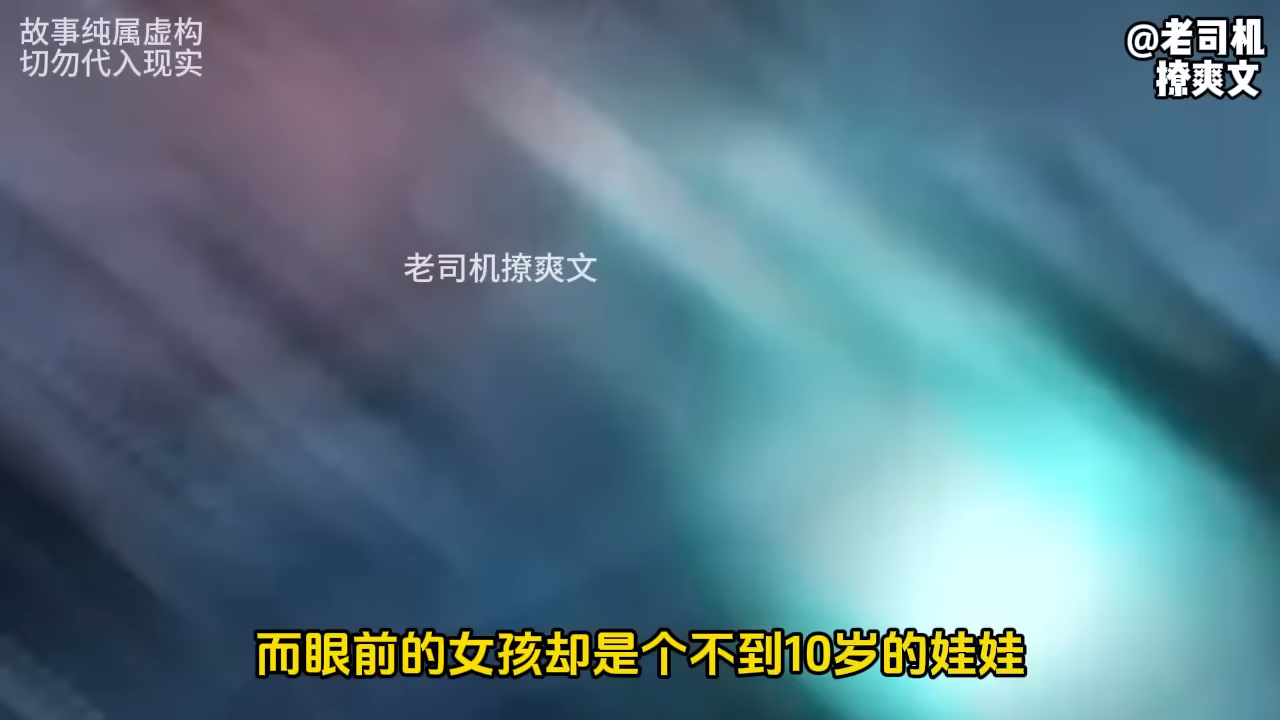 故事纯属虚构
切勿代入现实
@老司机
撩爽文
老司机撩爽文
而眼前的女孩却是个不到10岁的娃娃